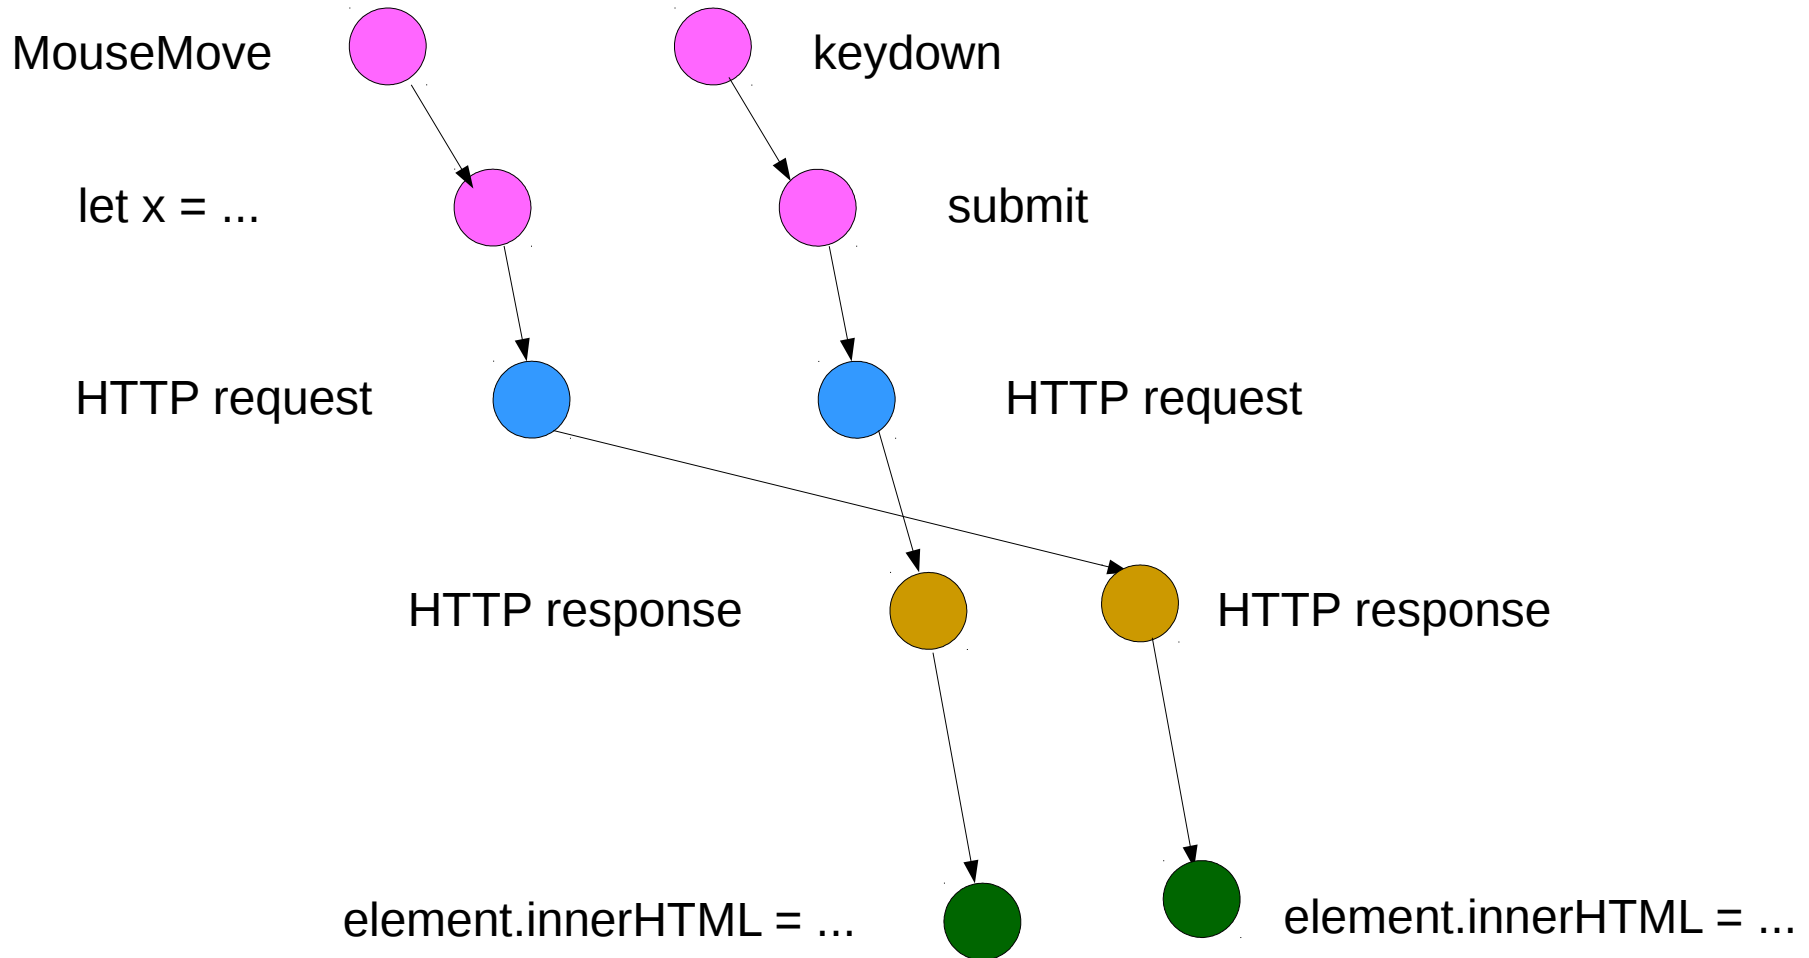 MouseMove
keydown
let x = ...
submit
HTTP request
HTTP request
HTTP response
HTTP response
element.innerHTML = ...
element.innerHTML = ...